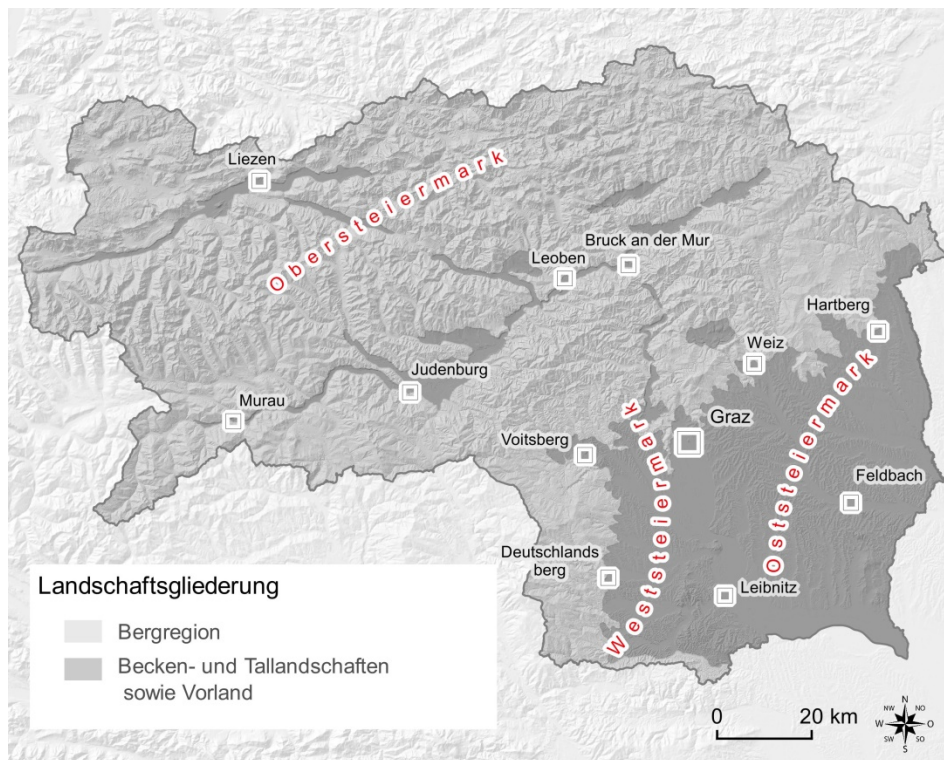 Liezen
Obersteiermark
Bruck an der Mur
Leoben
Hartberg
Weiz
Judenburg
Murau
Weststeiermark
Oststeiermark
Graz
Voitsberg
Feldbach
Deutschlands
berg
Leibnitz
Landschaftsgliederung
Bergregion
Becken- und Tallandschaften
sowie Vorland
0 20 km
N
NW NO
W O
SW SO
S